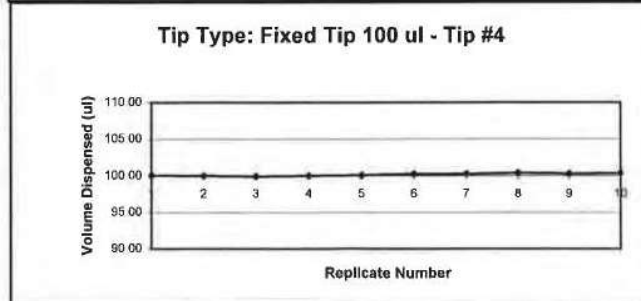 Tip Type: Fixed Tip 100 ul - Tip #4
Volume Dispensed (ul)
110 00
105 00
100 00
95 00
90 00
1 2 3 4 5 6 7 8 9 10
Replicate Number